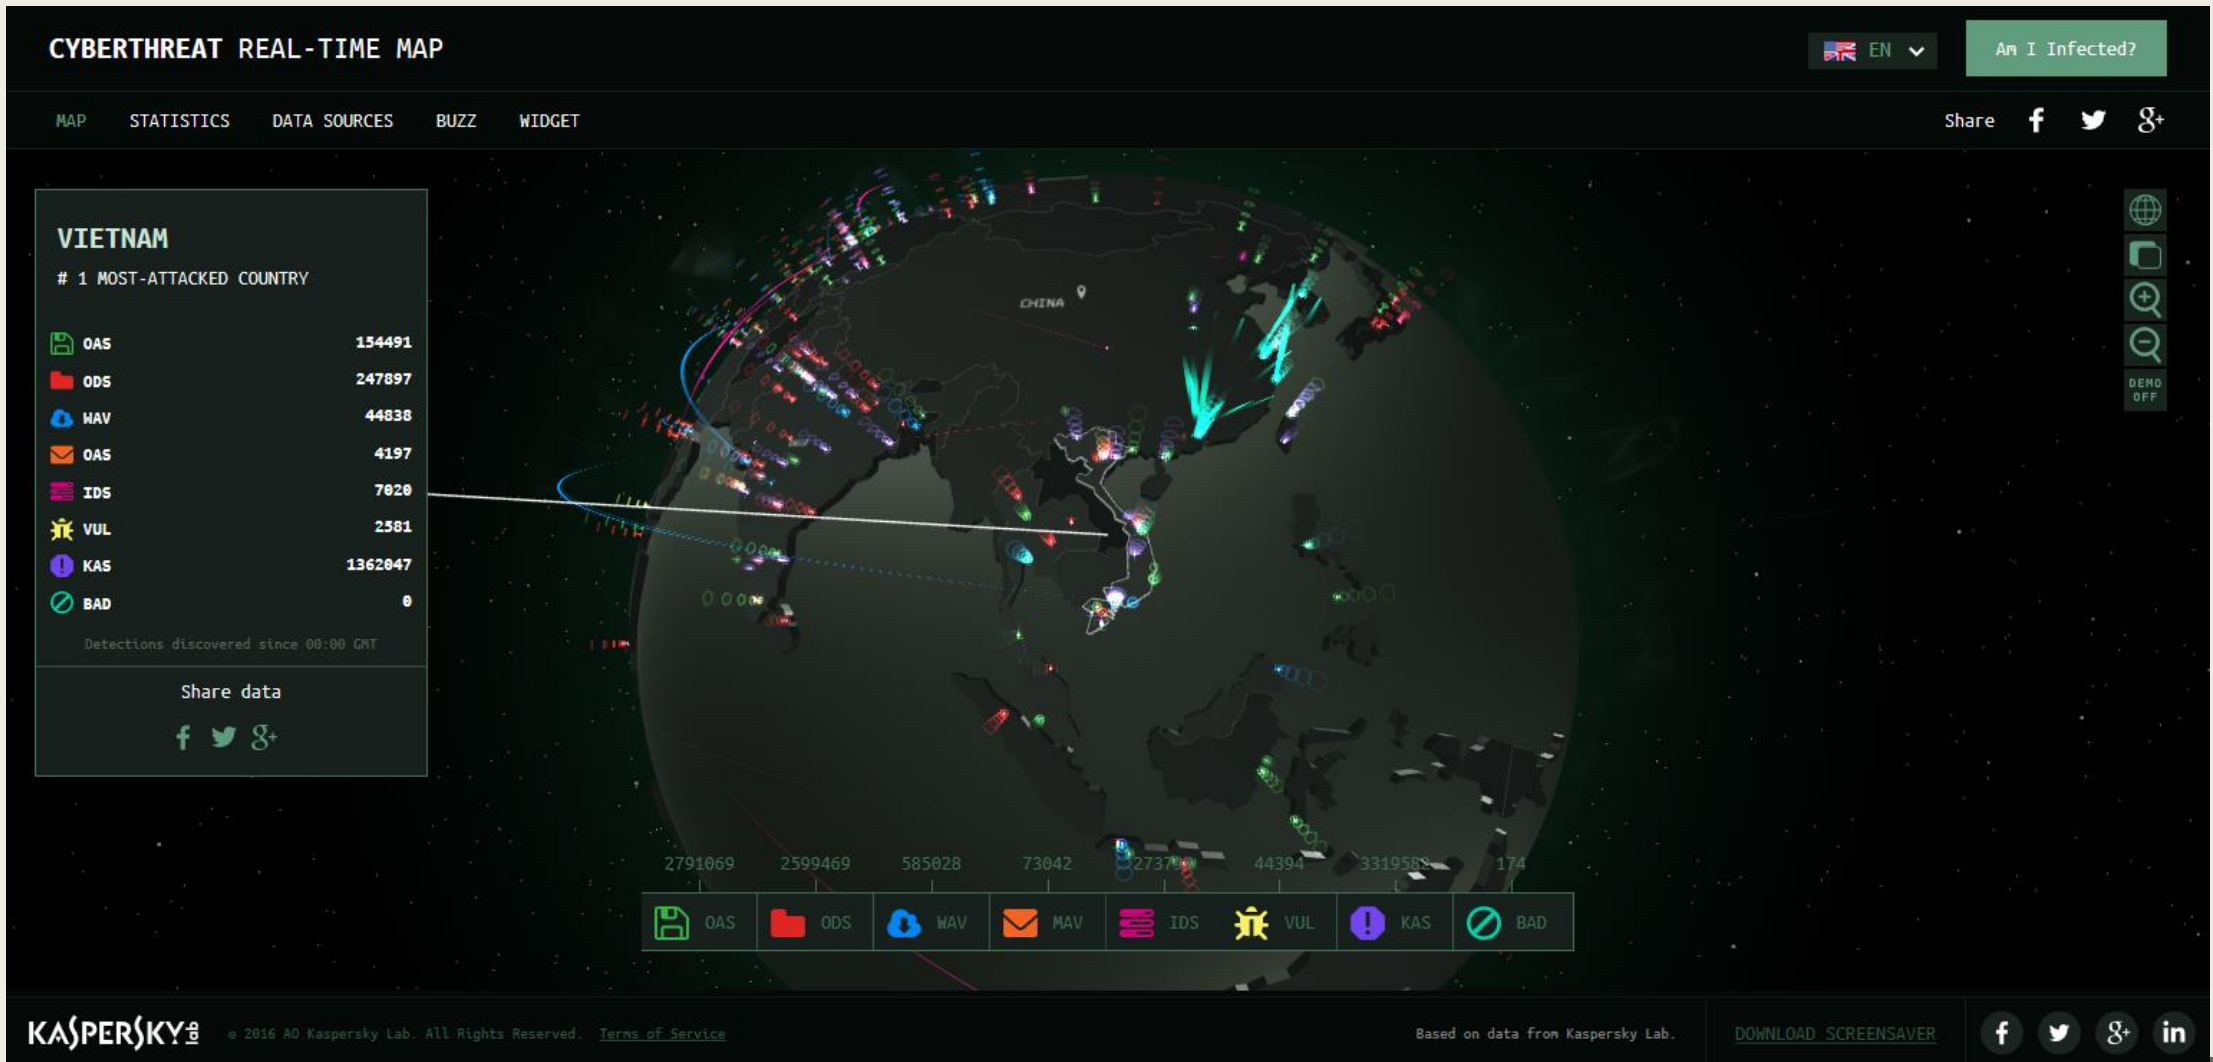 CYBERTHREAT REAL-TIME MAP
EN
Am I Infected?
MAP STATISTICS DATA SOURCES BUZZ WIDGET
Share
VIETNAM
# 1 MOST-ATTACKED COUNTRY
OAS 154491
ODS 247897
WAV 44838
OAS 4197
IDS 7020
VUL 2581
KAS 1362047
BAD 0
Detections discovered since 00:00 GMT
Share data
CHINA
DEMO
OFF
2791069 2599469 585028 73042 44394 174
OAS ODS WAV MAV IDS VUL KAS BAD
KASPERSKY lab
© 2016 AO Kaspersky Lab. All Rights Reserved. Terms of Service
Based on data from Kaspersky Lab.
DOWNLOAD SCREENSAVER